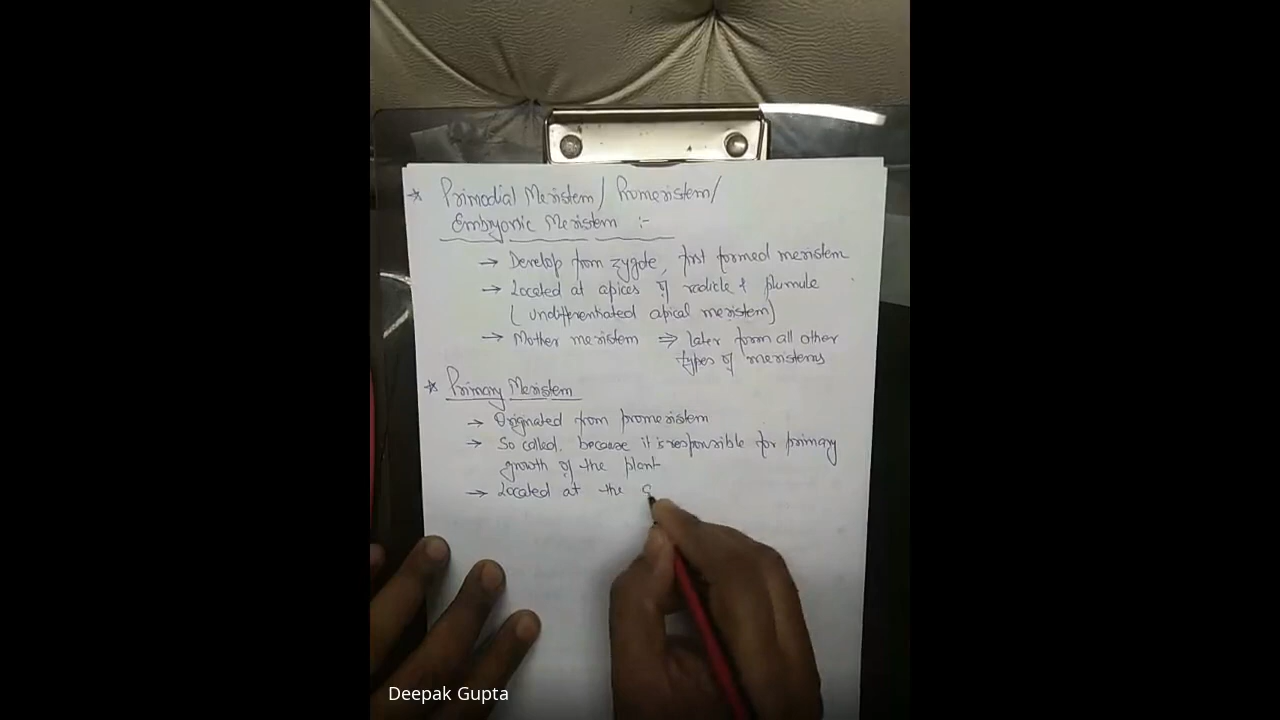 * Primodial Meristem / Promeristem /
Embryonic Meristem :-
→ Develop from zygote, first formed meristem
→ Located at apices of radicle & plumule
( undifferentiated apical meristem)
→ Mother meristem ⇒ later form all other
types of meristems
* Primary Meristem
→ Originated from promeristem
→ So called. because it is responsible for primary
growth of the plant
→ Located at the
Deepak Gupta